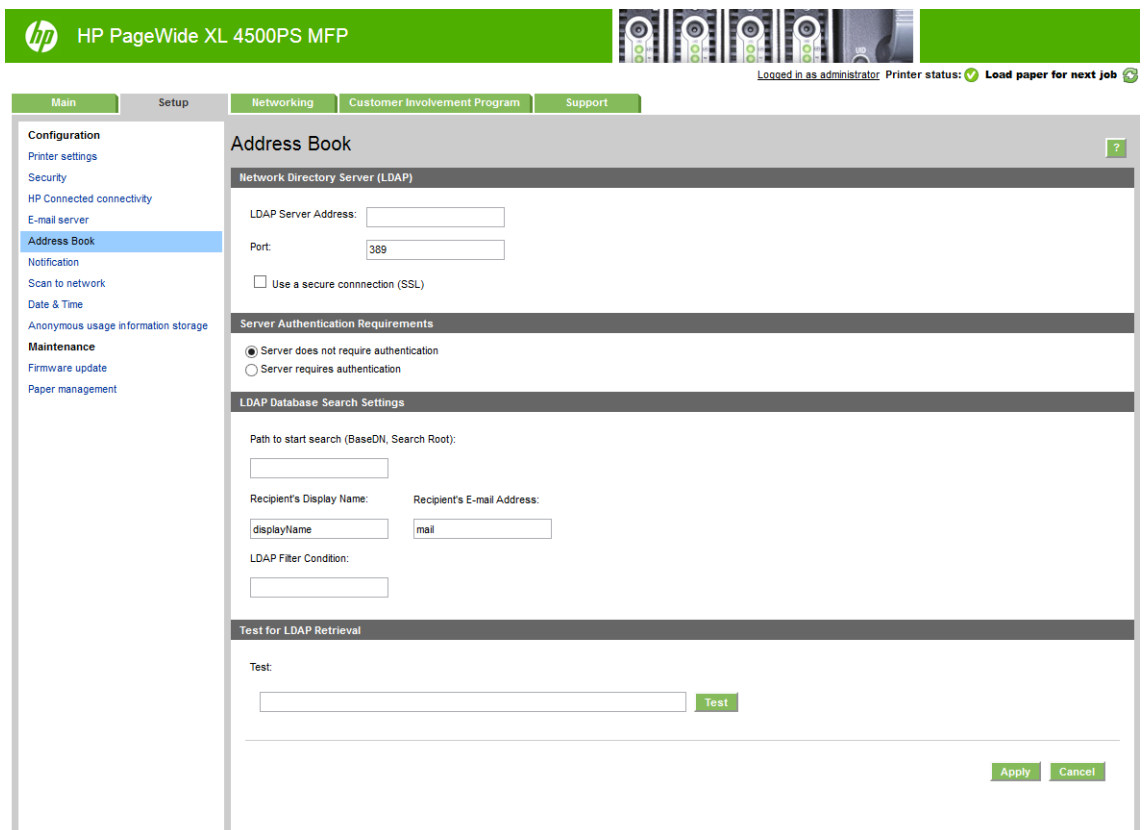 hp HP PageWide XL 4500PS MFP
UID
Logged in as administrator Printer status: Load paper for next job
Main Setup Networking Customer Involvement Program Support
Configuration
Printer settings
Security
HP Connected connectivity
E-mail server
Address Book
Notification
Scan to network
Date & Time
Anonymous usage information storage
Maintenance
Firmware update
Paper management
Address Book ?
Network Directory Server (LDAP)
LDAP Server Address:
Port: 389
Use a secure connnection (SSL)
Server Authentication Requirements
Server does not require authentication
Server requires authentication
LDAP Database Search Settings
Path to start search (BaseDN, Search Root):
Recipient's Display Name: Recipient's E-mail Address:
displayName mail
LDAP Filter Condition:
Test for LDAP Retrieval
Test:
Test
Apply Cancel